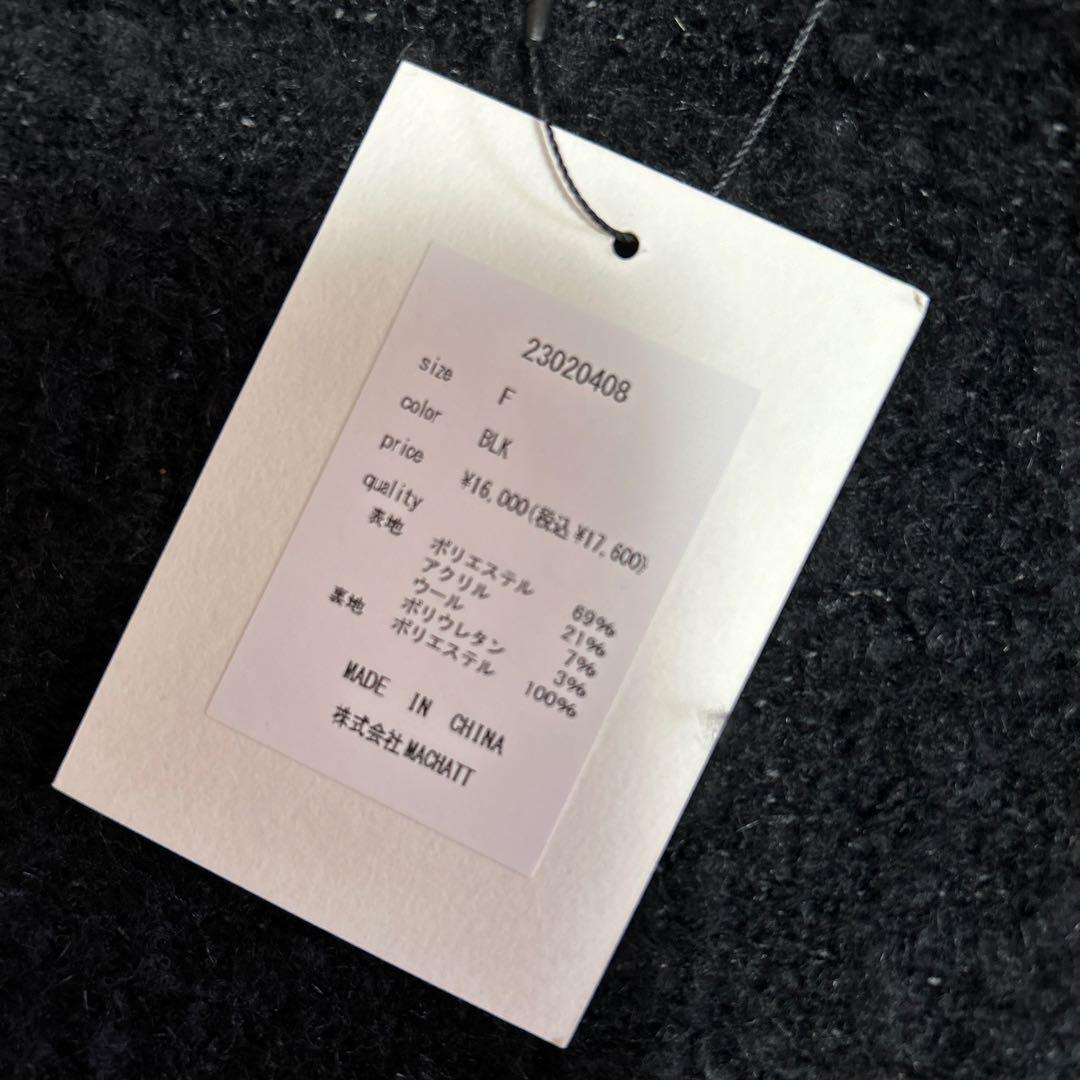 23020408
size F
color BLK
price ¥16,000(税込¥17,600)
quality
表地 ポリエステル 69%
アクリル 21%
ウール 7%
ポリウレタン 3%
裏地 ポリエステル 100%
MADE IN CHINA
株式会社MACHATT